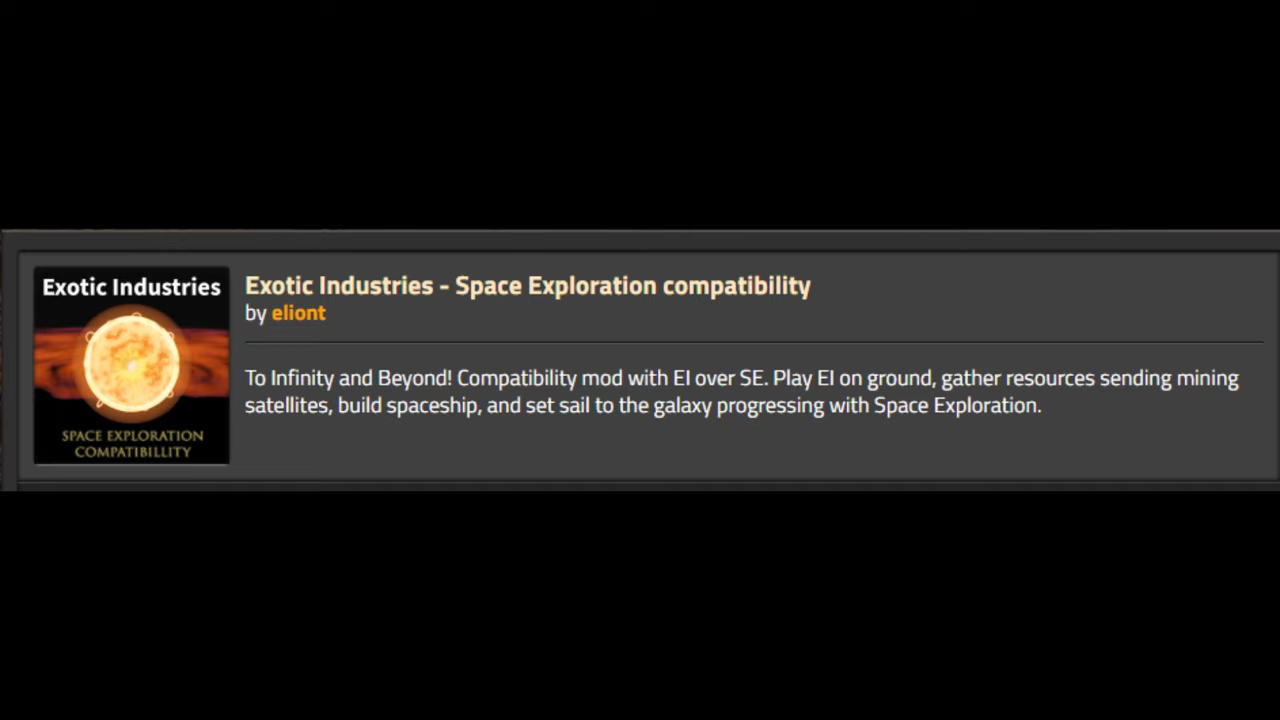 Exotic Industries
SPACE EXPLORATION
COMPATIBILLITY
Exotic Industries - Space Exploration compatibility
by eliont
To Infinity and Beyond! Compatibility mod with EI over SE. Play EI on ground, gather resources sending mining
satellites, build spaceship, and set sail to the galaxy progressing with Space Exploration.